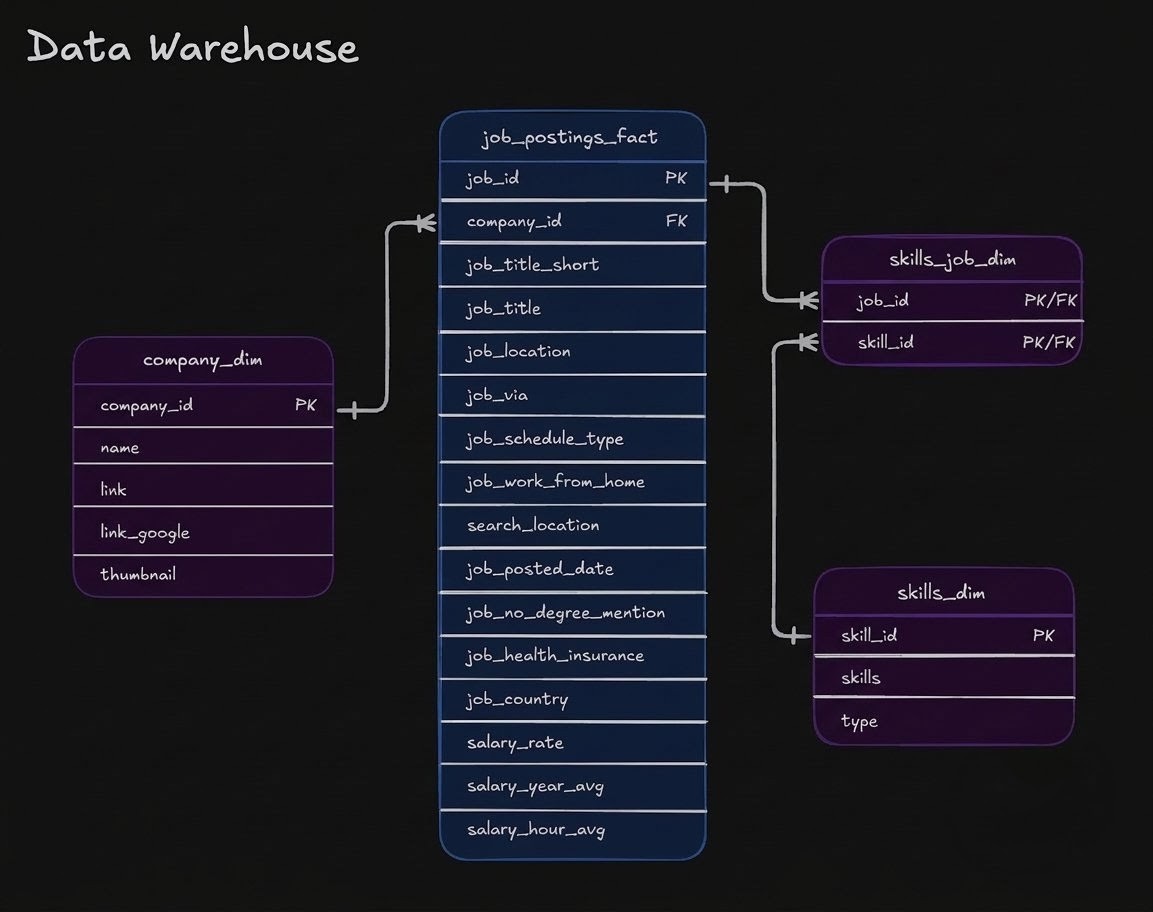 Data Warehouse
job_postings_fact
job_id PK
company_id FK
job_title_short
job_title
job_location
job_via
job_schedule_type
job_work_from_home
search_location
job_posted_date
job_no_degree_mention
job_health_insurance
job_country
salary_rate
salary_year_avg
salary_hour_avg
company_dim
company_id PK
name
link
link_google
thumbnail
skills_job_dim
job_id PK/FK
skill_id PK/FK
skills_dim
skill_id PK
skills
type